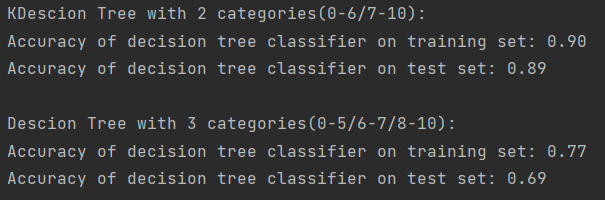 KDescion Tree with 2 categories(0-6/7-10):
Accuracy of decision tree classifier on training set: 0.90
Accuracy of decision tree classifier on test set: 0.89
Descion Tree with 3 categories(0-5/6-7/8-10):
Accuracy of decision tree classifier on training set: 0.77
Accuracy of decision tree classifier on test set: 0.69